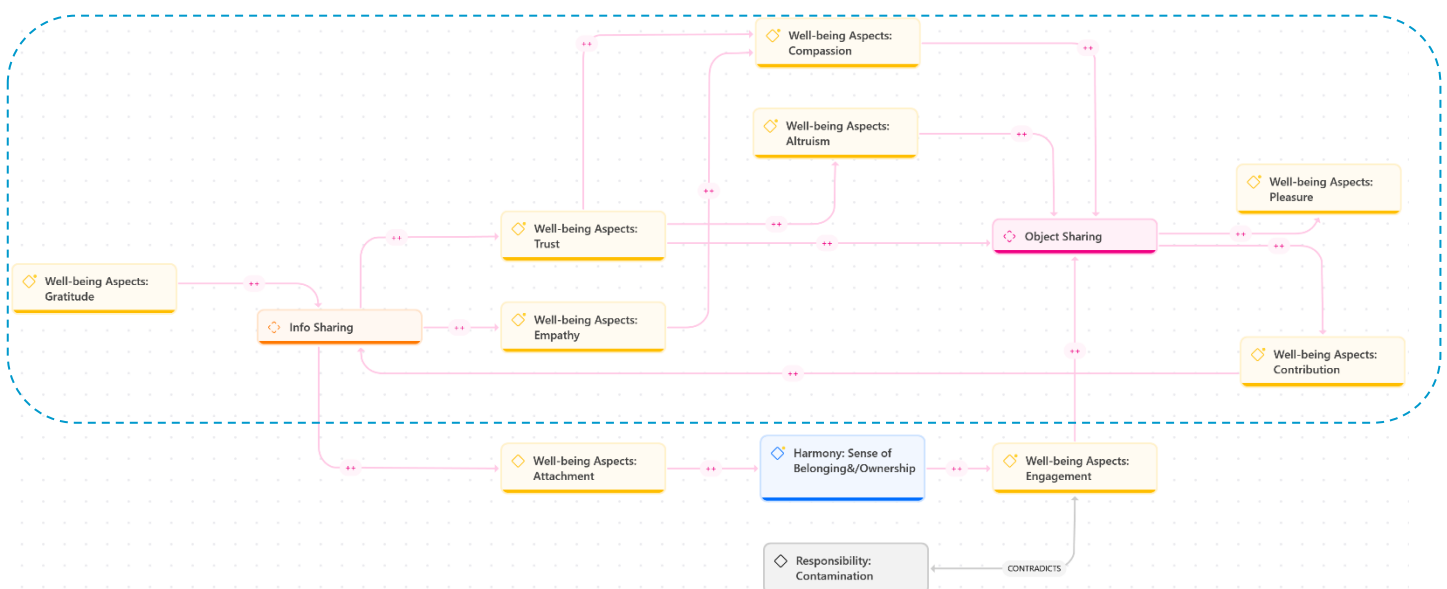 ++
Well-being Aspects:
Compassion
++
Well-being Aspects:
Altruism
++
++
Well-being Aspects:
Pleasure
++
Well-being Aspects:
Trust
++
++
++
Object Sharing
++
++
Well-being Aspects:
Gratitude
++
Info Sharing
++
Well-being Aspects:
Empathy
++
++
Well-being Aspects:
Contribution
++
Well-being Aspects:
Attachment
++
Harmony: Sense of
Belonging&/Ownership
++
Well-being Aspects:
Engagement
Responsibility:
Contamination
CONTRADICTS